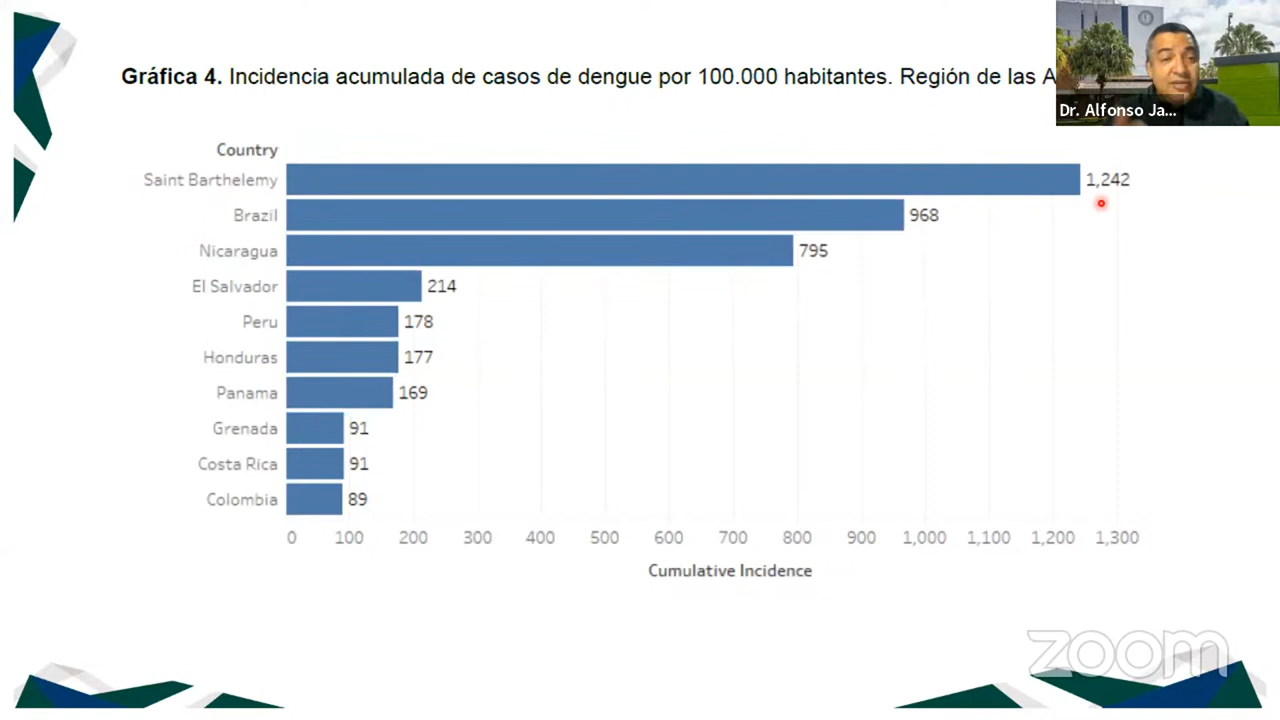 Gráfica 4. Incidencia acumulada de casos de dengue por 100.000 habitantes. Región de las A
Dr. Alfonso Ja...
Country
Saint Barthelemy 1,242
Brazil 968
Nicaragua 795
El Salvador 214
Peru 178
Honduras 177
Panama 169
Grenada 91
Costa Rica 91
Colombia 89
0 100 200 300 400 500 600 700 800 900 1,000 1,100 1,200 1,300
Cumulative Incidence
zoom